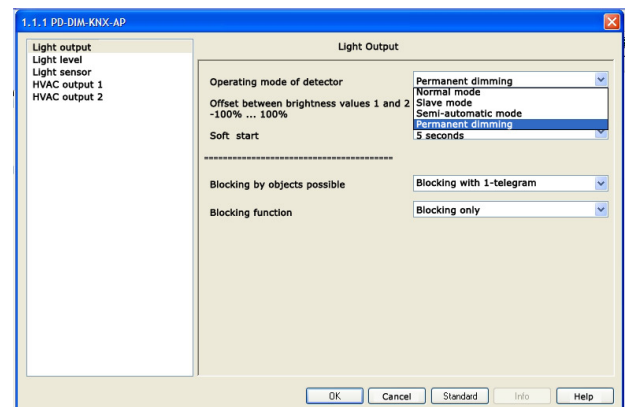 1.1.1 PD-DIM-KNX-AP
Light output
Light level
Light sensor
HVAC output 1
HVAC output 2
Light Output
Operating mode of detector
Permanent dimming
Normal mode
Slave mode
Semi-automatic mode
Permanent dimming
Offset between brightness values 1 and 2
-100% ... 100%
Soft start
5 seconds
========================================
Blocking by objects possible
Blocking with 1-telegram
Blocking function
Blocking only
OK
Cancel
Standard
Info
Help